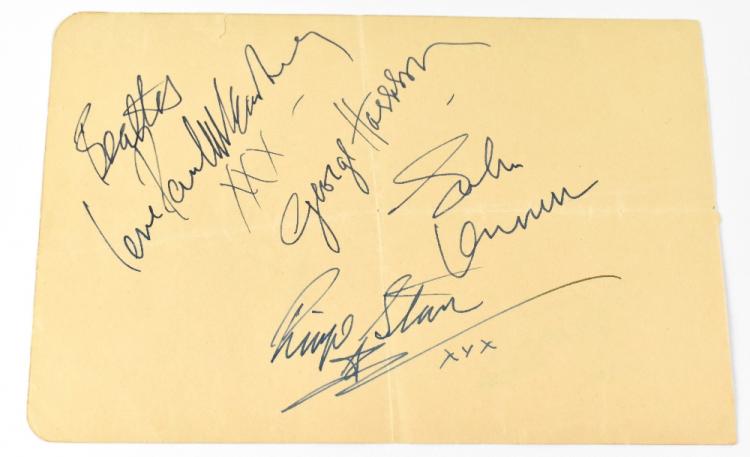 Beatles
love Paul McCartney
XXX
George Harrison
John
Lennon
Ringo Starr
xxx